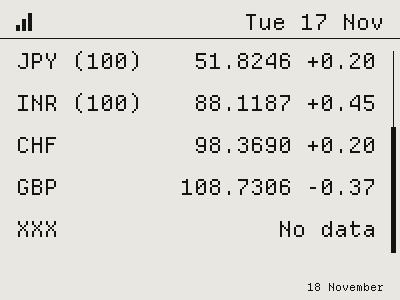 Tue 17 Nov
JPY (100) 51.8246 +0.20
INR (100) 88.1187 +0.45
CHF 98.3690 +0.20
GBP 108.7306 -0.37
XXX No data
18 November